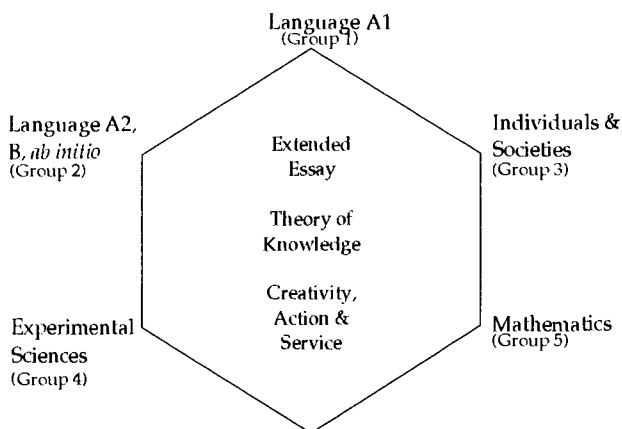 Language A1
(Group 1)
Language A2,
B, ab initio
(Group 2)
Individuals &
Societies
(Group 3)
Extended
Essay
Theory of
Knowledge
Creativity,
Action &
Service
Experimental
Sciences
(Group 4)
Mathematics
(Group 5)